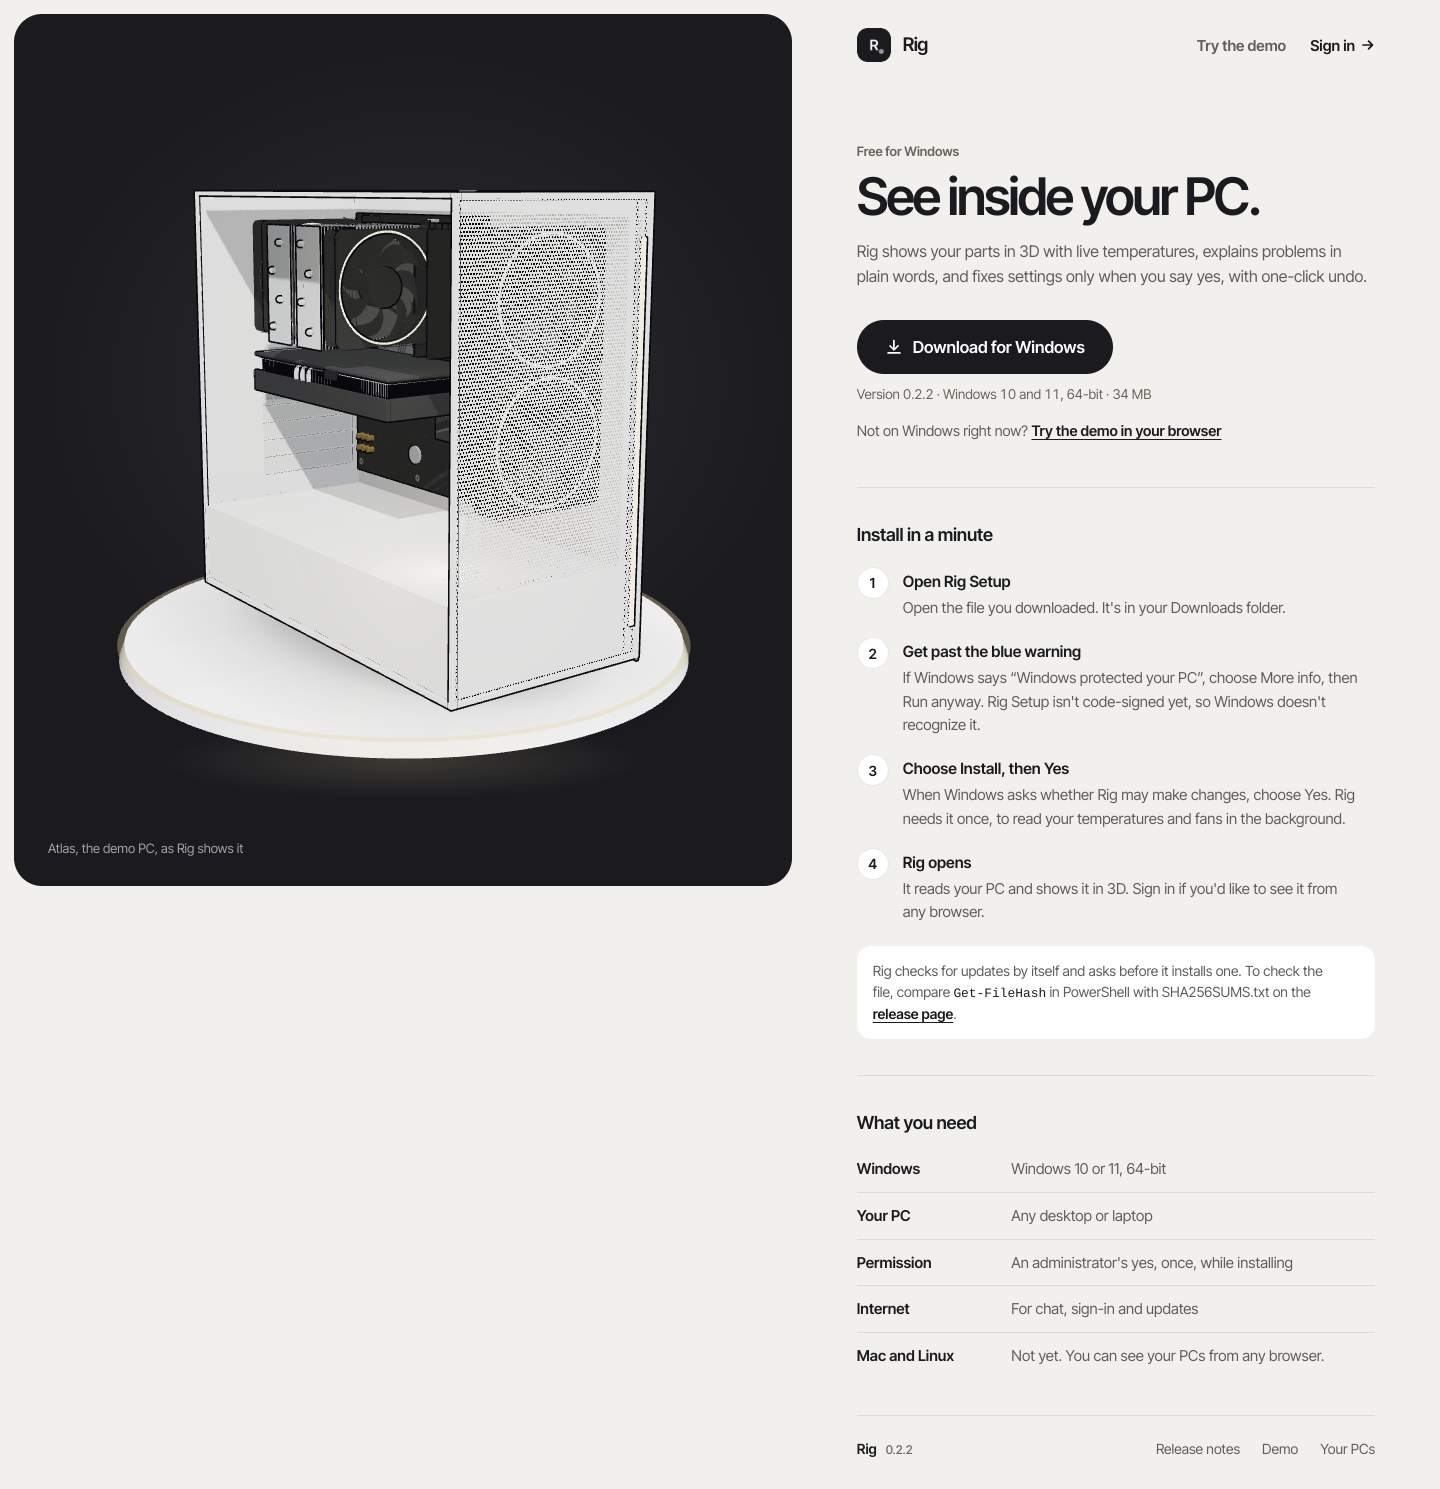 R.
Rig
Try the demo
Sign in →
Free for Windows
See inside your PC.
Rig shows your parts in 3D with live temperatures, explains problems in
plain words, and fixes settings only when you say yes, with one-click undo.
Download for Windows
Version 0.2.2 · Windows 10 and 11, 64-bit · 34 MB
Not on Windows right now? Try the demo in your browser
Install in a minute
1
Open Rig Setup
Open the file you downloaded. It's in your Downloads folder.
2
Get past the blue warning
If Windows says “Windows protected your PC”, choose More info, then
Run anyway. Rig Setup isn't code-signed yet, so Windows doesn't
recognize it.
3
Choose Install, then Yes
When Windows asks whether Rig may make changes, choose Yes. Rig
needs it once, to read your temperatures and fans in the background.
4
Rig opens
It reads your PC and shows it in 3D. Sign in if you'd like to see it from
any browser.
Rig checks for updates by itself and asks before it installs one. To check the
file, compare Get-FileHash in PowerShell with SHA256SUMS.txt on the
release page.
What you need
Windows
Windows 10 or 11, 64-bit
Your PC
Any desktop or laptop
Permission
An administrator's yes, once, while installing
Internet
For chat, sign-in and updates
Mac and Linux
Not yet. You can see your PCs from any browser.
Rig 0.2.2
Release notes
Demo
Your PCs
Atlas, the demo PC, as Rig shows it